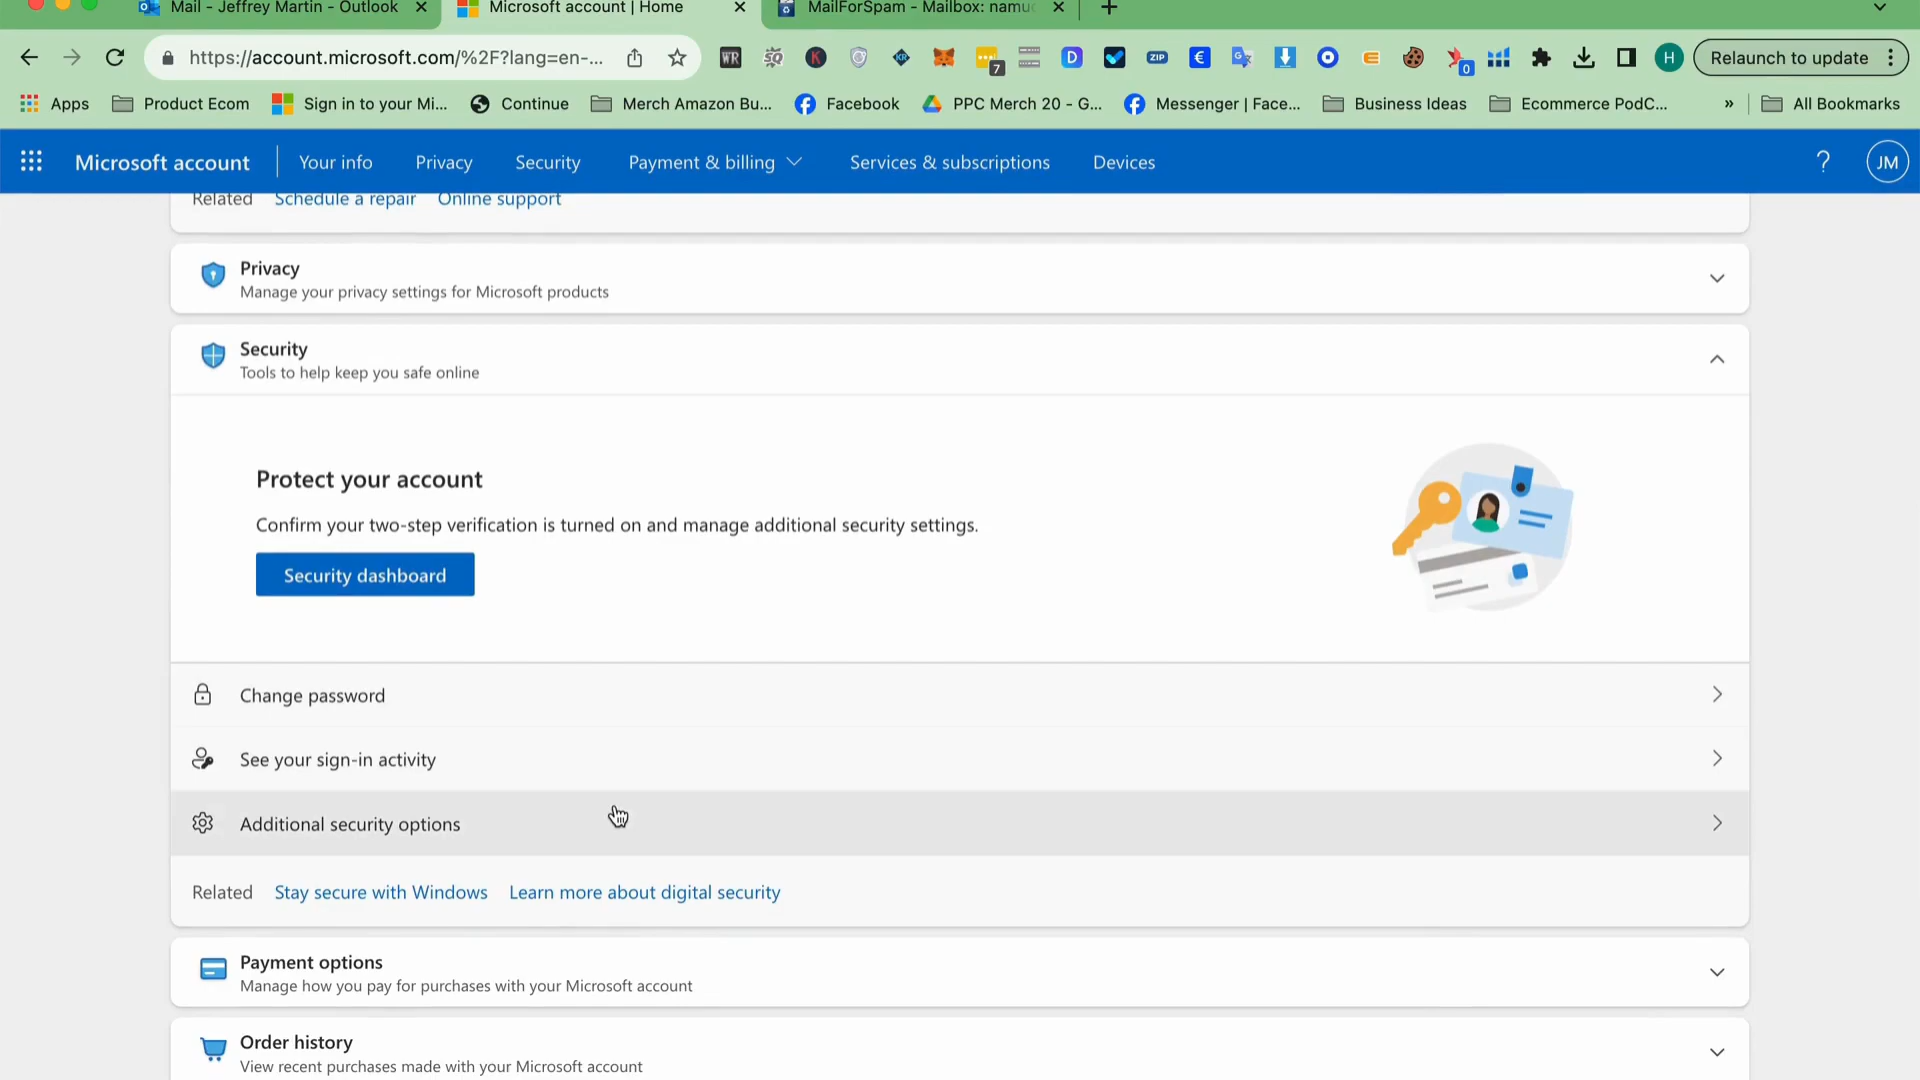 Mail - Jeffrey Martin - Outlook
Microsoft account | Home
MailForSpam - Mailbox: namu
https://account.microsoft.com/%2F?lang=en-...
WR
SQ
K
KR
7
D
ZIP
€
0
H
Relaunch to update
Apps
Product Ecom
Sign in to your Mi...
Continue
Merch Amazon Bu...
Facebook
PPC Merch 20 - G...
Messenger | Face...
Business Ideas
Ecommerce PodC...
»
All Bookmarks
Microsoft account
Your info
Privacy
Security
Payment & billing
Services & subscriptions
Devices
?
JM
Related Schedule a repair Online support
Privacy
Manage your privacy settings for Microsoft products
Security
Tools to help keep you safe online
Protect your account
Confirm your two-step verification is turned on and manage additional security settings.
Security dashboard
Change password
See your sign-in activity
Additional security options
Related Stay secure with Windows Learn more about digital security
Payment options
Manage how you pay for purchases with your Microsoft account
Order history
View recent purchases made with your Microsoft account